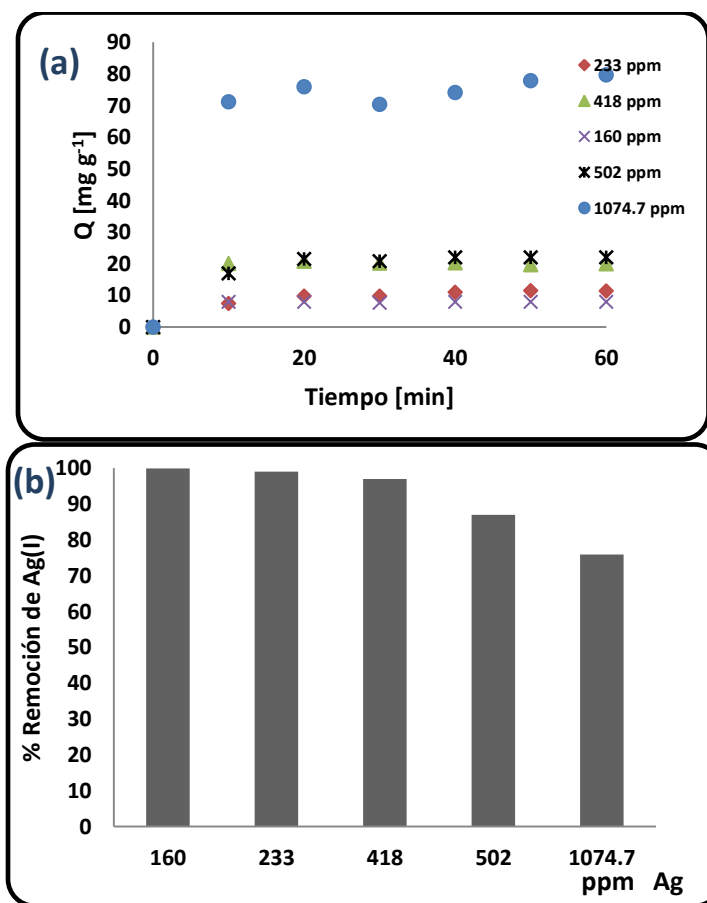 (a)
90
80
70
60
50
40
30
20
10
0
Q [mg g⁻¹]
233 ppm
418 ppm
160 ppm
502 ppm
1074.7 ppm
0 20 40 60
Tiempo [min]
(b)
100
90
80
70
60
50
40
30
20
10
0
% Remoción de Ag(I)
160 233 418 502 1074.7
ppm Ag